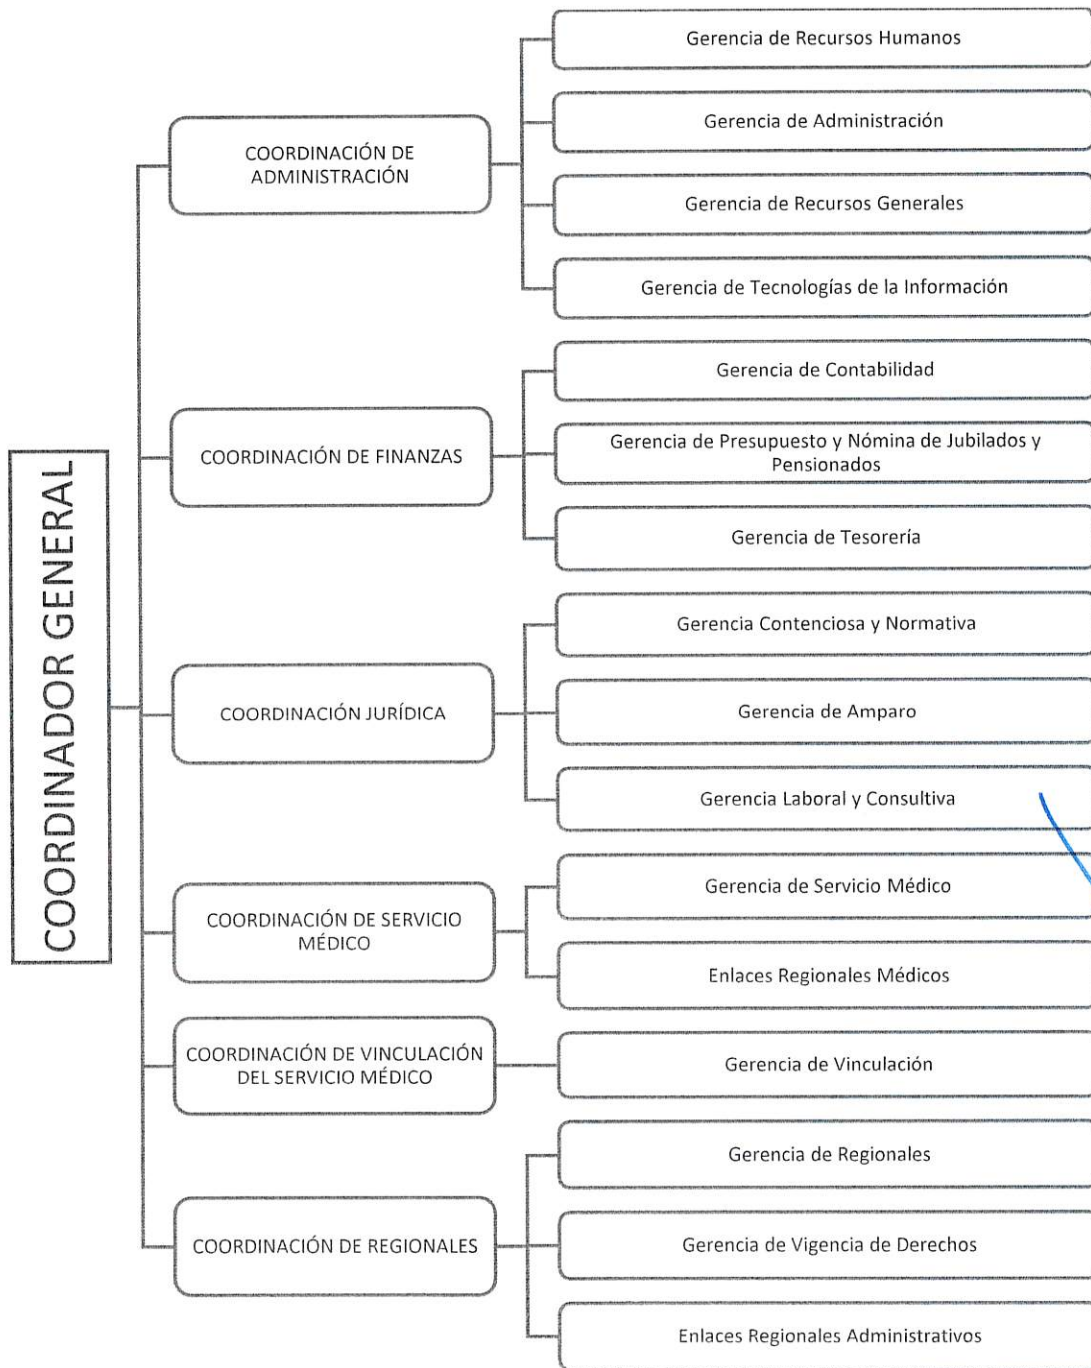 COORDINADOR GENERAL
COORDINACIÓN DE
ADMINISTRACIÓN
Gerencia de Recursos Humanos
Gerencia de Administración
Gerencia de Recursos Generales
Gerencia de Tecnologías de la Información
COORDINACIÓN DE FINANZAS
Gerencia de Contabilidad
Gerencia de Presupuesto y Nómina de Jubilados y
Pensionados
Gerencia de Tesorería
COORDINACIÓN JURÍDICA
Gerencia Contenciosa y Normativa
Gerencia de Amparo
Gerencia Laboral y Consultiva
COORDINACIÓN DE SERVICIO
MÉDICO
Gerencia de Servicio Médico
Enlaces Regionales Médicos
COORDINACIÓN DE VINCULACIÓN
DEL SERVICIO MÉDICO
Gerencia de Vinculación
COORDINACIÓN DE REGIONALES
Gerencia de Regionales
Gerencia de Vigencia de Derechos
Enlaces Regionales Administrativos